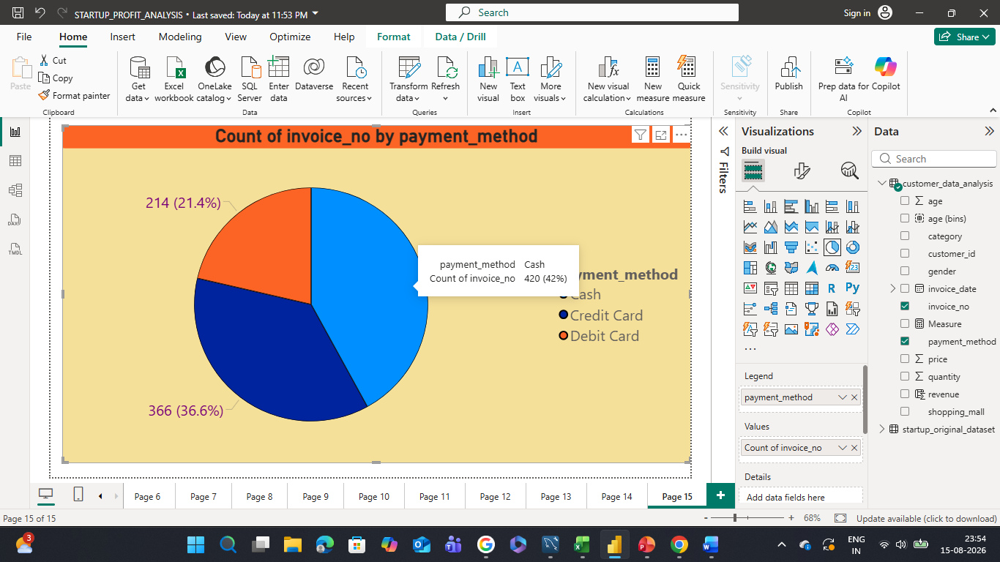 STARTUP_PROFIT_ANALYSIS • Last saved: Today at 11:53 PM
Search
Sign in
File Home Insert Modeling View Optimize Help Format Data / Drill
Share
Paste
Cut
Copy
Format painter
Clipboard
Get data
Excel workbook
OneLake catalog
SQL Server
Enter data
Dataverse
Recent sources
Data
Transform data
Refresh
Queries
New visual
Text box
More visuals
Insert
New visual calculation
New measure
Quick measure
Calculations
Sensitivity
Sensitivity
Publish
Share
Prep data for AI
Copilot
Copilot
Count of invoice_no by payment_method
214 (21.4%)
366 (36.6%)
payment_method Cash
Count of invoice_no 420 (42%)
yment_method
Cash
Credit Card
Debit Card
Filters
Visualizations
Build visual
R
Py
123
Legend
payment_method
Values
Count of invoice_no
Details
Add data fields here
Data
Search
customer_data_analysis
age
age (bins)
category
customer_id
gender
invoice_date
invoice_no
Measure
payment_method
price
quantity
revenue
shopping_mall
startup_original_dataset
DAX
TMDL
Page 6 Page 7 Page 8 Page 9 Page 10 Page 11 Page 12 Page 13 Page 14 Page 15
Page 15 of 15
68%
Update available (click to download)
3
ENG
IN
23:54
15-08-2026